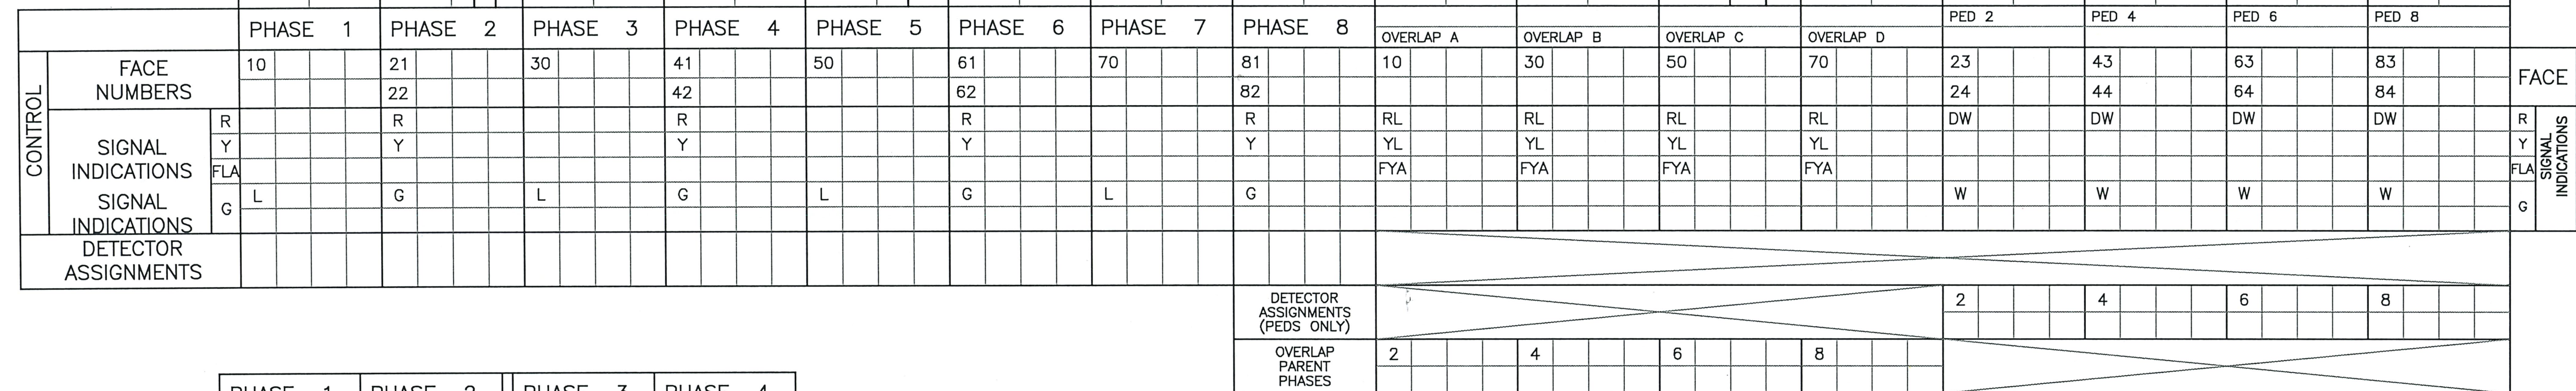 PED 2 PED 4 PED 6 PED 8
PHASE 1 PHASE 2 PHASE 3 PHASE 4 PHASE 5 PHASE 6 PHASE 7 PHASE 8
OVERLAP A OVERLAP B OVERLAP C OVERLAP D
CONTROL
FACE NUMBERS
10 21 30 41 50 61 70 81 10 30 50 70 23 43 63 83
22 42 62 82 24 44 64 84
FACE
SIGNAL INDICATIONS
R R R R R RL RL RL RL DW DW DW DW R
Y Y Y Y Y YL YL YL YL Y
FLA FYA FYA FYA FYA FLA
SIGNAL INDICATIONS
G L G L G L G L G W W W W G
SIGNAL INDICATIONS
DETECTOR ASSIGNMENTS
DETECTOR
ASSIGNMENTS
(PEDS ONLY)
2 4 6 8
OVERLAP
PARENT
PHASES
2 4 6 8
PHASE 1 PHASE 2 PHASE 3 PHASE 4